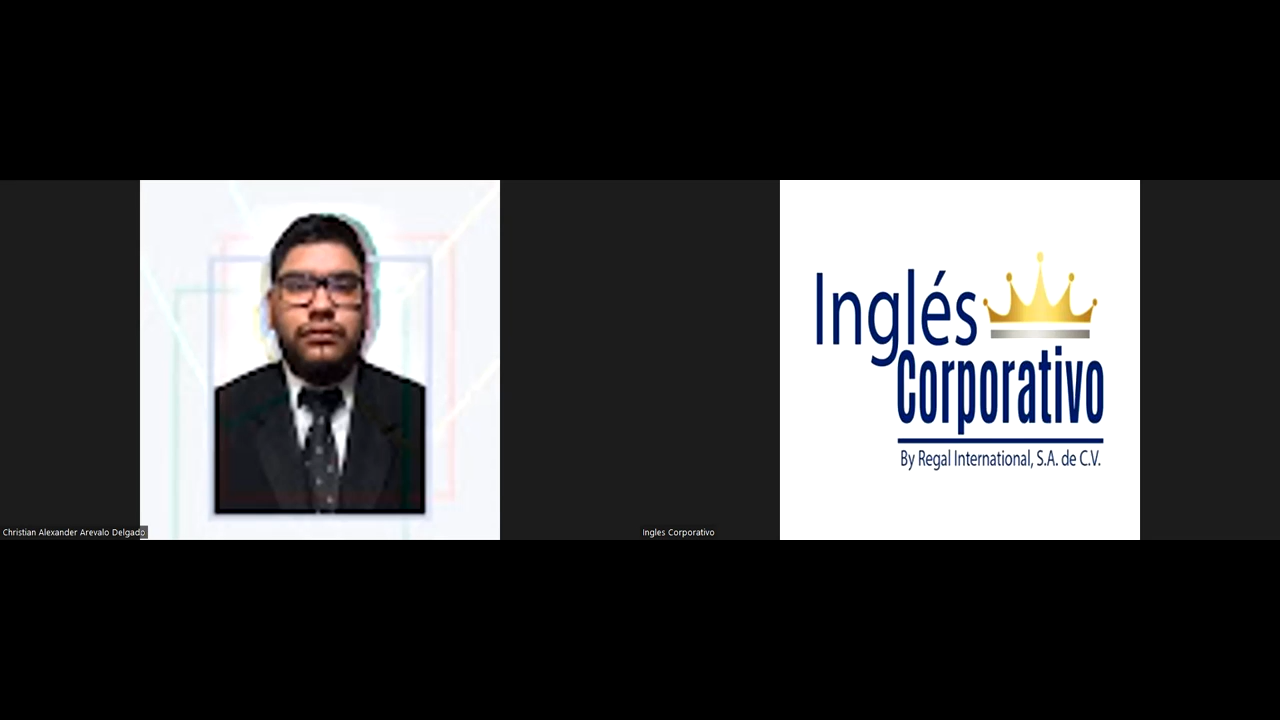 Inglés
Corporativo
By Regal International, S.A. de C.V.
Christian Alexander Arevalo Delgado
Ingles Corporativo